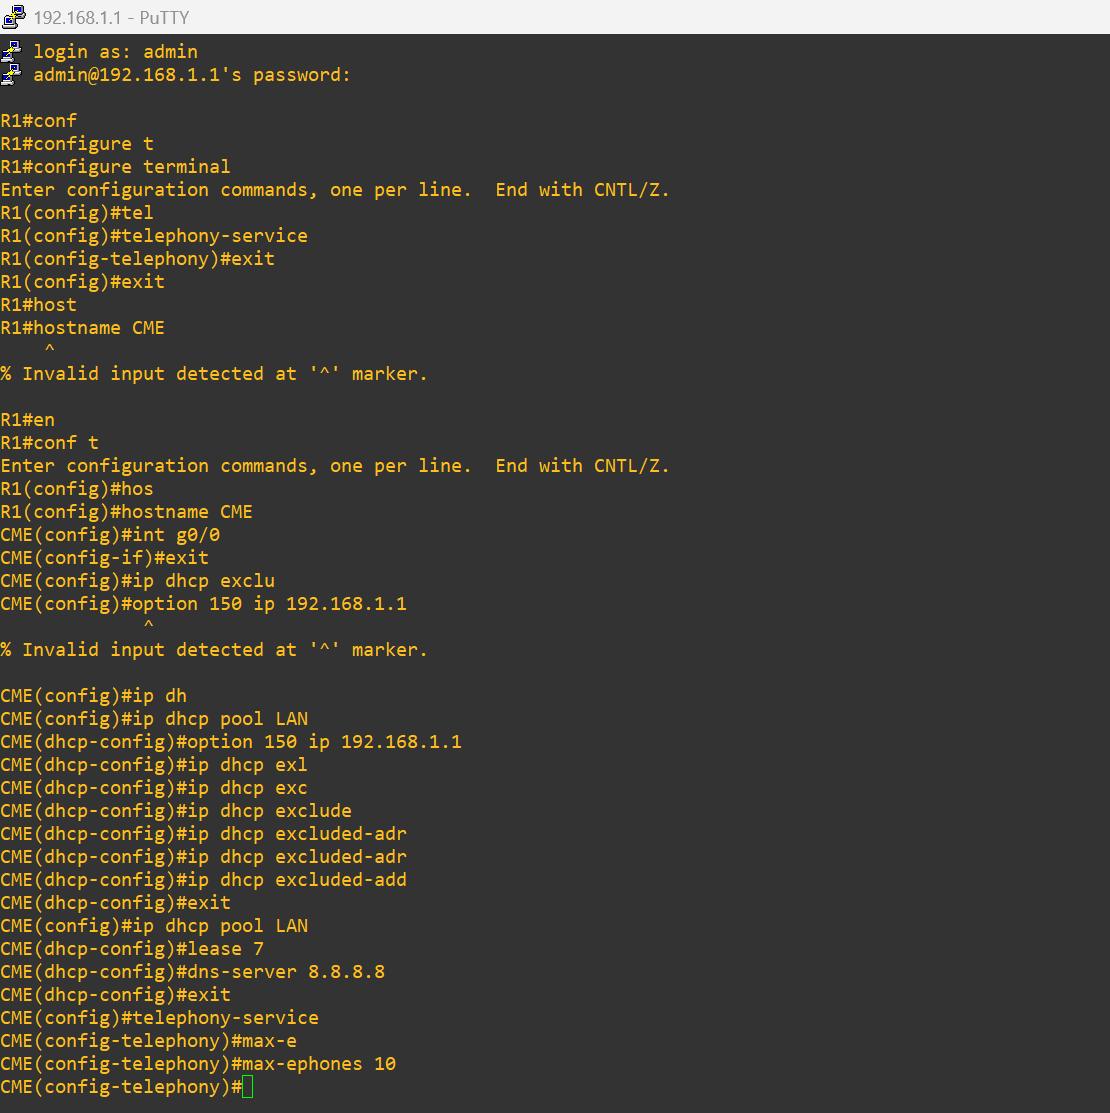 192.168.1.1 - PuTTY
login as: admin
admin@192.168.1.1's password:
R1#conf
R1#configure t
R1#configure terminal
Enter configuration commands, one per line.  End with CNTL/Z.
R1(config)#tel
R1(config)#telephony-service
R1(config-telephony)#exit
R1(config)#exit
R1#host
R1#hostname CME
    ^
% Invalid input detected at '^' marker.
R1#en
R1#conf t
Enter configuration commands, one per line.  End with CNTL/Z.
R1(config)#hos
R1(config)#hostname CME
CME(config)#int g0/0
CME(config-if)#exit
CME(config)#ip dhcp exclu
CME(config)#option 150 ip 192.168.1.1
             ^
% Invalid input detected at '^' marker.
CME(config)#ip dh
CME(config)#ip dhcp pool LAN
CME(dhcp-config)#option 150 ip 192.168.1.1
CME(dhcp-config)#ip dhcp exl
CME(dhcp-config)#ip dhcp exc
CME(dhcp-config)#ip dhcp exclude
CME(dhcp-config)#ip dhcp excluded-adr
CME(dhcp-config)#ip dhcp excluded-adr
CME(dhcp-config)#ip dhcp excluded-add
CME(dhcp-config)#exit
CME(config)#ip dhcp pool LAN
CME(dhcp-config)#lease 7
CME(dhcp-config)#dns-server 8.8.8.8
CME(dhcp-config)#exit
CME(config)#telephony-service
CME(config-telephony)#max-e
CME(config-telephony)#max-ephones 10
CME(config-telephony)#